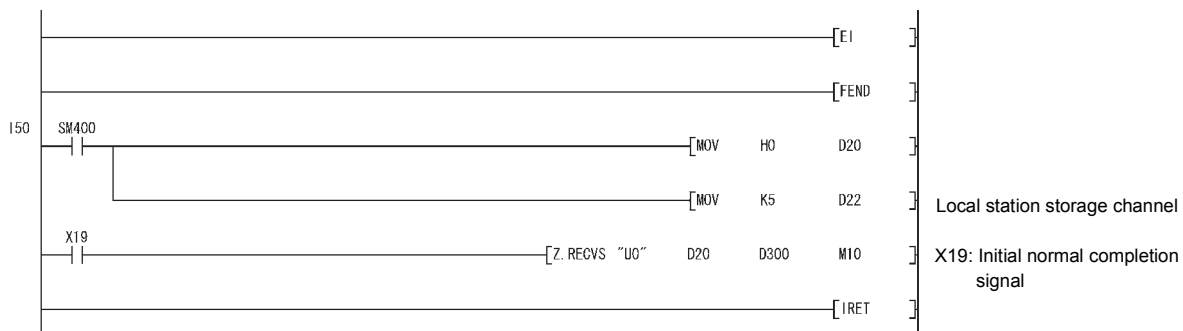 [EI ]
[FEND ]
I50 SM400 [MOV H0 D20 ]
[MOV K5 D22 ] Local station storage channel
X19 [Z.RECVS "U0" D20 D300 M10 ] X19: Initial normal completion
signal
[IRET ]